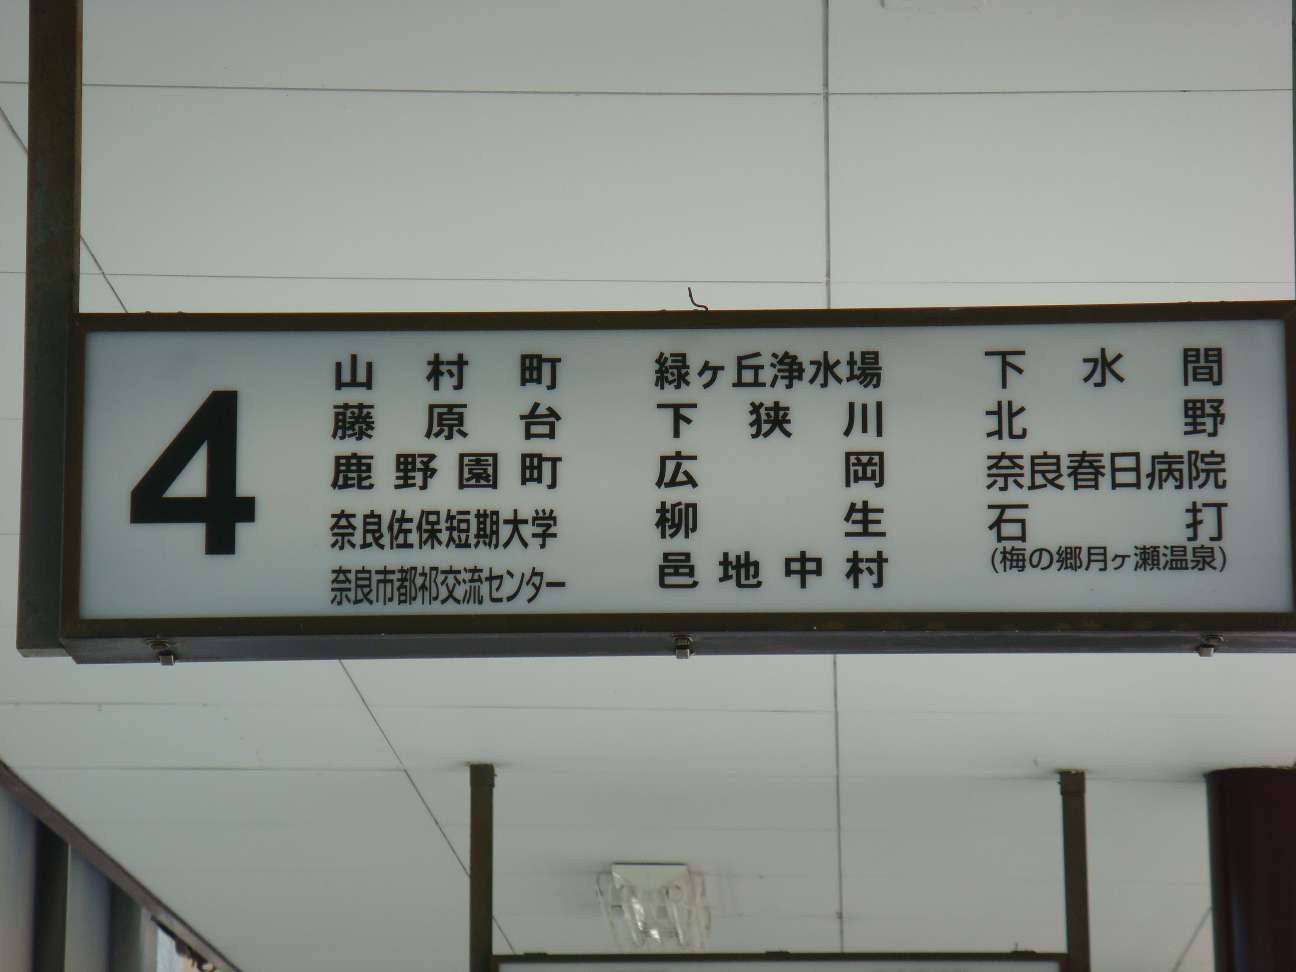 4
山村町
藤原台
鹿野園町
奈良佐保短期大学
奈良市都祁交流センター
緑ヶ丘浄水場
下狭川
広岡
柳生
邑地中村
下水間
北野
奈良春日病院
石打
(梅の郷月ヶ瀬温泉)